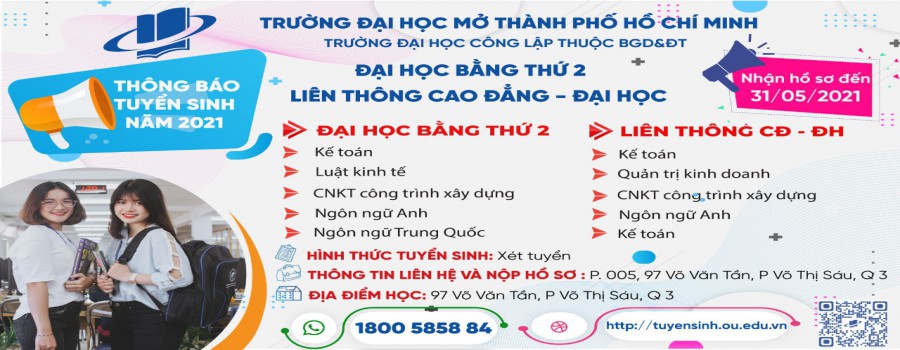 TRƯỜNG ĐẠI HỌC MỞ THÀNH PHỐ HỒ CHÍ MINH
TRƯỜNG ĐẠI HỌC CÔNG LẬP THUỘC BGD&ĐT
ĐẠI HỌC BẰNG THỨ 2
LIÊN THÔNG CAO ĐẲNG – ĐẠI HỌC
THÔNG BÁO
TUYỂN SINH
NĂM 2021
Nhận hồ sơ đến
31/05/2021
ĐẠI HỌC BẰNG THỨ 2
Kế toán
Luật kinh tế
CNKT công trình xây dựng
Ngôn ngữ Anh
Ngôn ngữ Trung Quốc
LIÊN THÔNG CĐ - ĐH
Kế toán
Quản trị kinh doanh
CNKT công trình xây dựng
Ngôn ngữ Anh
Kế toán
HÌNH THỨC TUYỂN SINH: Xét tuyển
THÔNG TIN LIÊN HỆ VÀ NỘP HỒ SƠ : P. 005, 97 Võ Văn Tần, P Võ Thị Sáu, Q 3
ĐỊA ĐIỂM HỌC: 97 Võ Văn Tần, P Võ Thị Sáu, Q 3
1800 5858 84
http://tuyensinh.ou.edu.vn